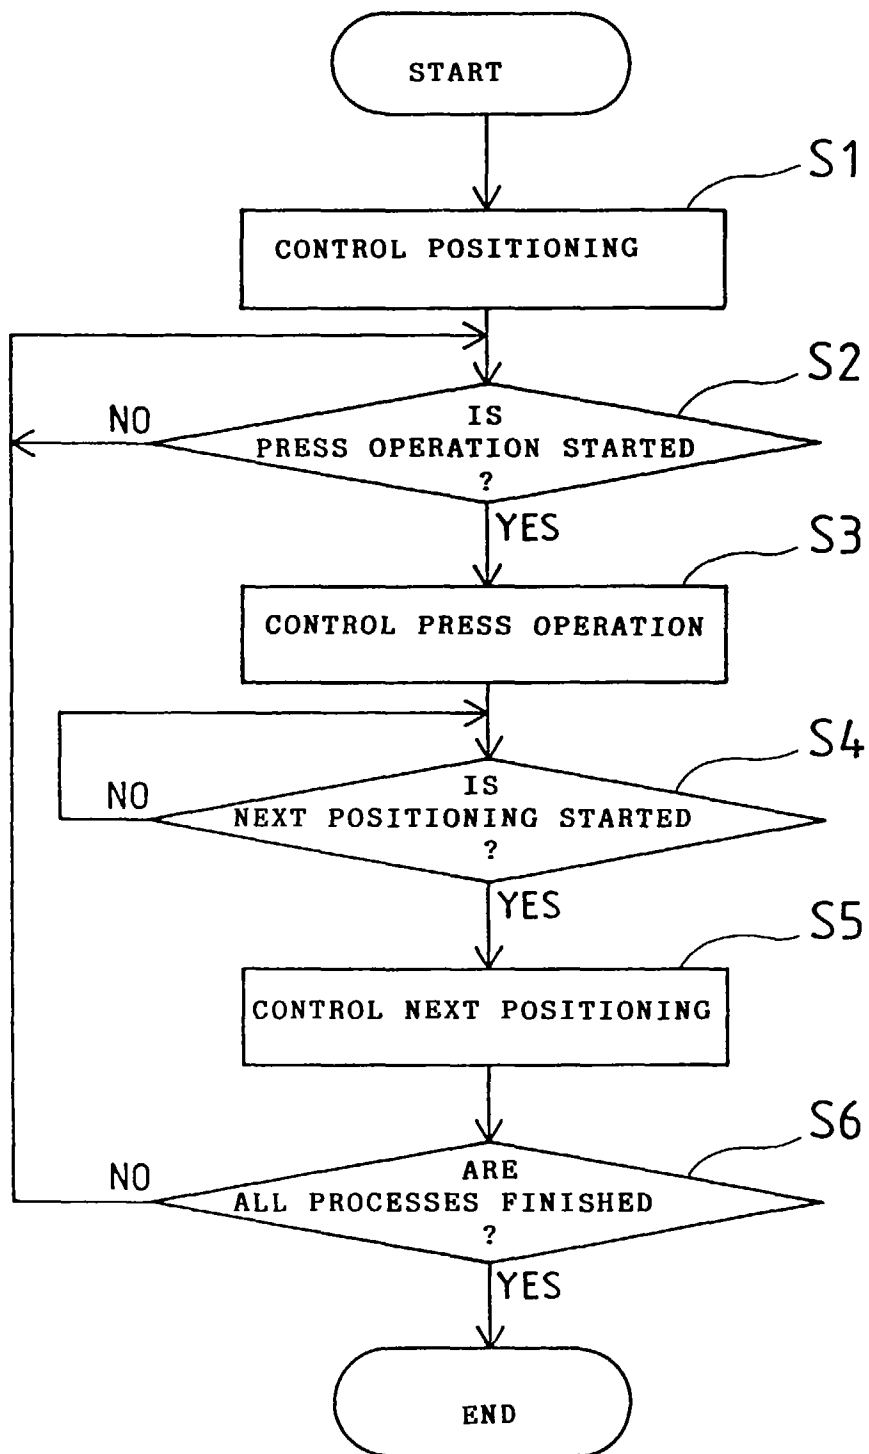 START
S1
CONTROL POSITIONING
S2
NO
IS
PRESS OPERATION STARTED
?
YES
S3
CONTROL PRESS OPERATION
S4
NO
IS
NEXT POSITIONING STARTED
?
YES
S5
CONTROL NEXT POSITIONING
S6
NO
ARE
ALL PROCESSES FINISHED
?
YES
END